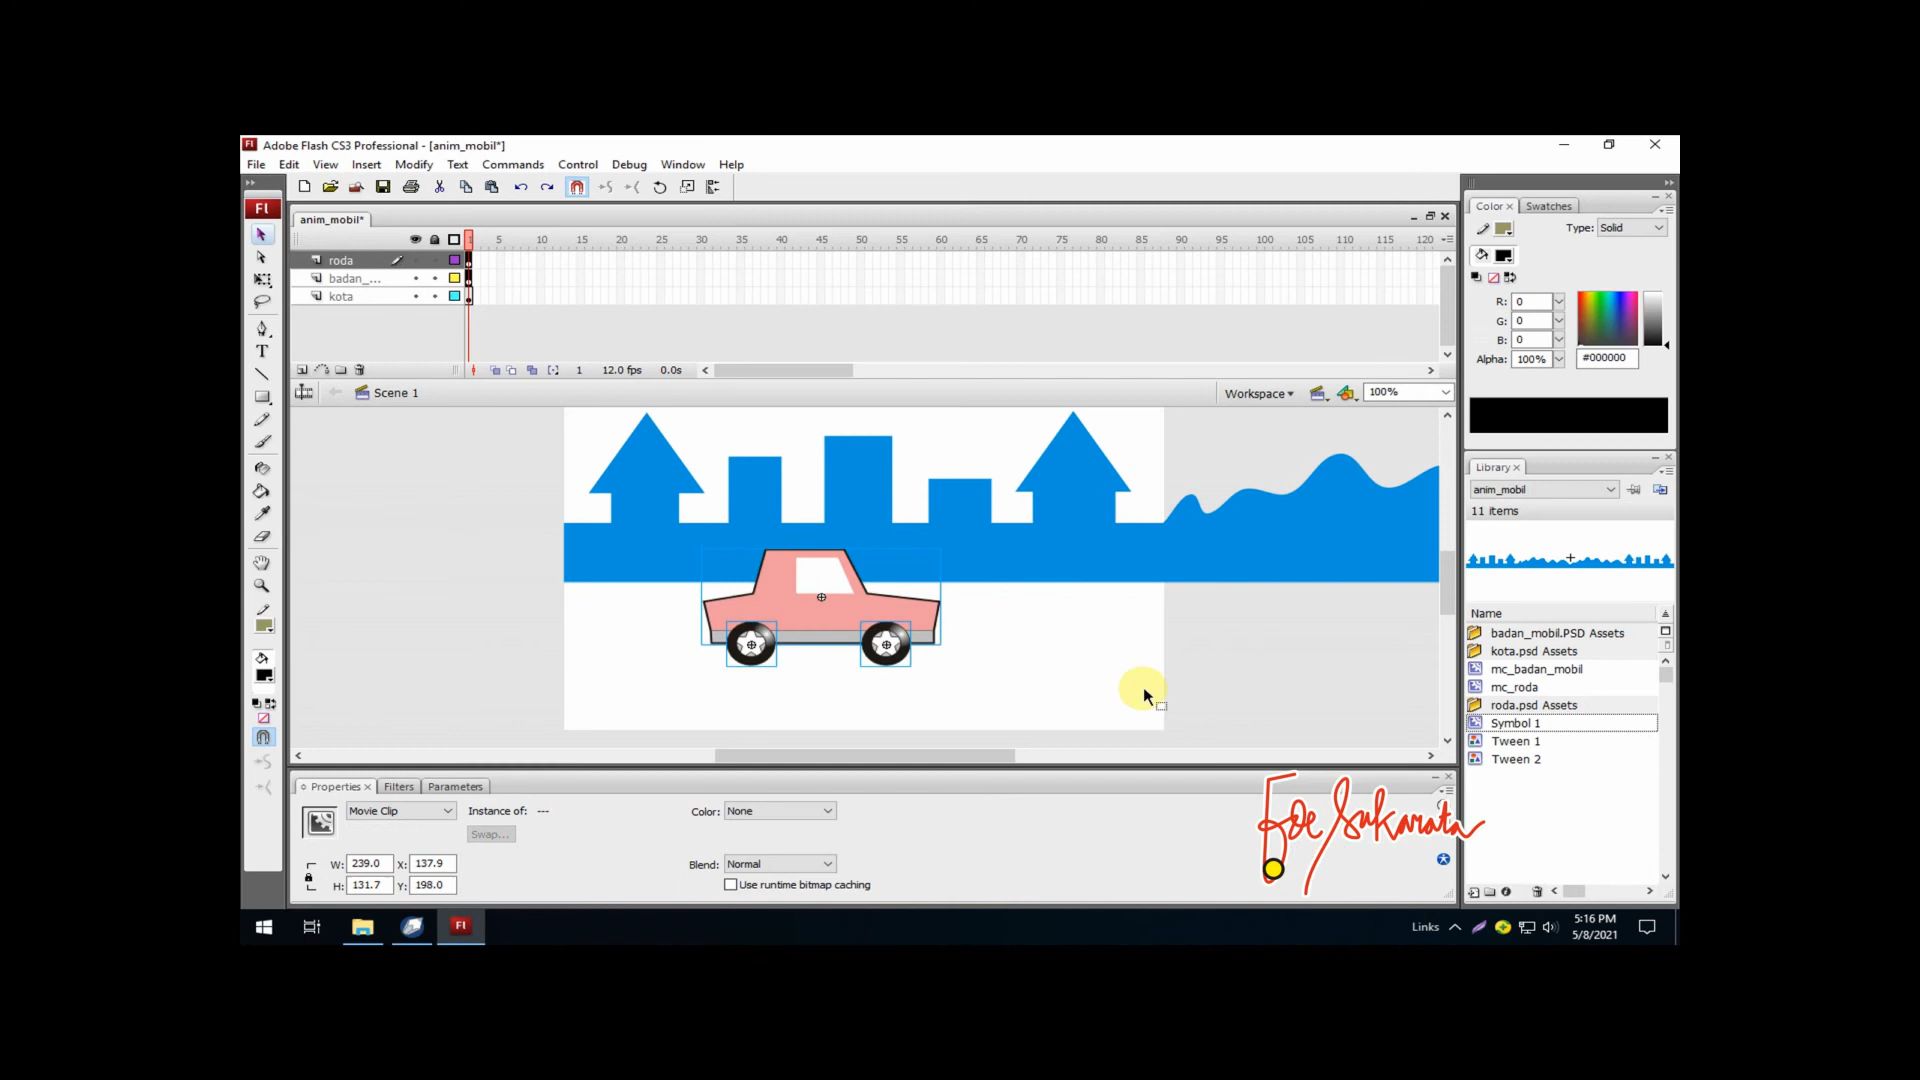 Fl Adobe Flash CS3 Professional - [anim_mobil*]
File Edit View Insert Modify Text Commands Control Debug Window Help
Fl
anim_mobil*
1 5 10 15 20 25 30 35 40 45 50 55 60 65 70 75 80 85 90 95 100 105 110 115 120
roda
badan_...
kota
1 12.0 fps 0.0s
Scene 1
Workspace 100%
Color Swatches
Type: Solid
R: 0
G: 0
B: 0
Alpha: 100% #000000
Library
anim_mobil
11 items
Name
badan_mobil.PSD Assets
kota.psd Assets
mc_badan_mobil
mc_roda
roda.psd Assets
Symbol 1
Tween 1
Tween 2
Properties Filters Parameters
Movie Clip Instance of: --- Color: None
Swap...
W: 239.0 X: 137.9 Blend: Normal
H: 131.7 Y: 198.0 Use runtime bitmap caching
Sukarata
Fl
Links 5:16 PM
5/8/2021